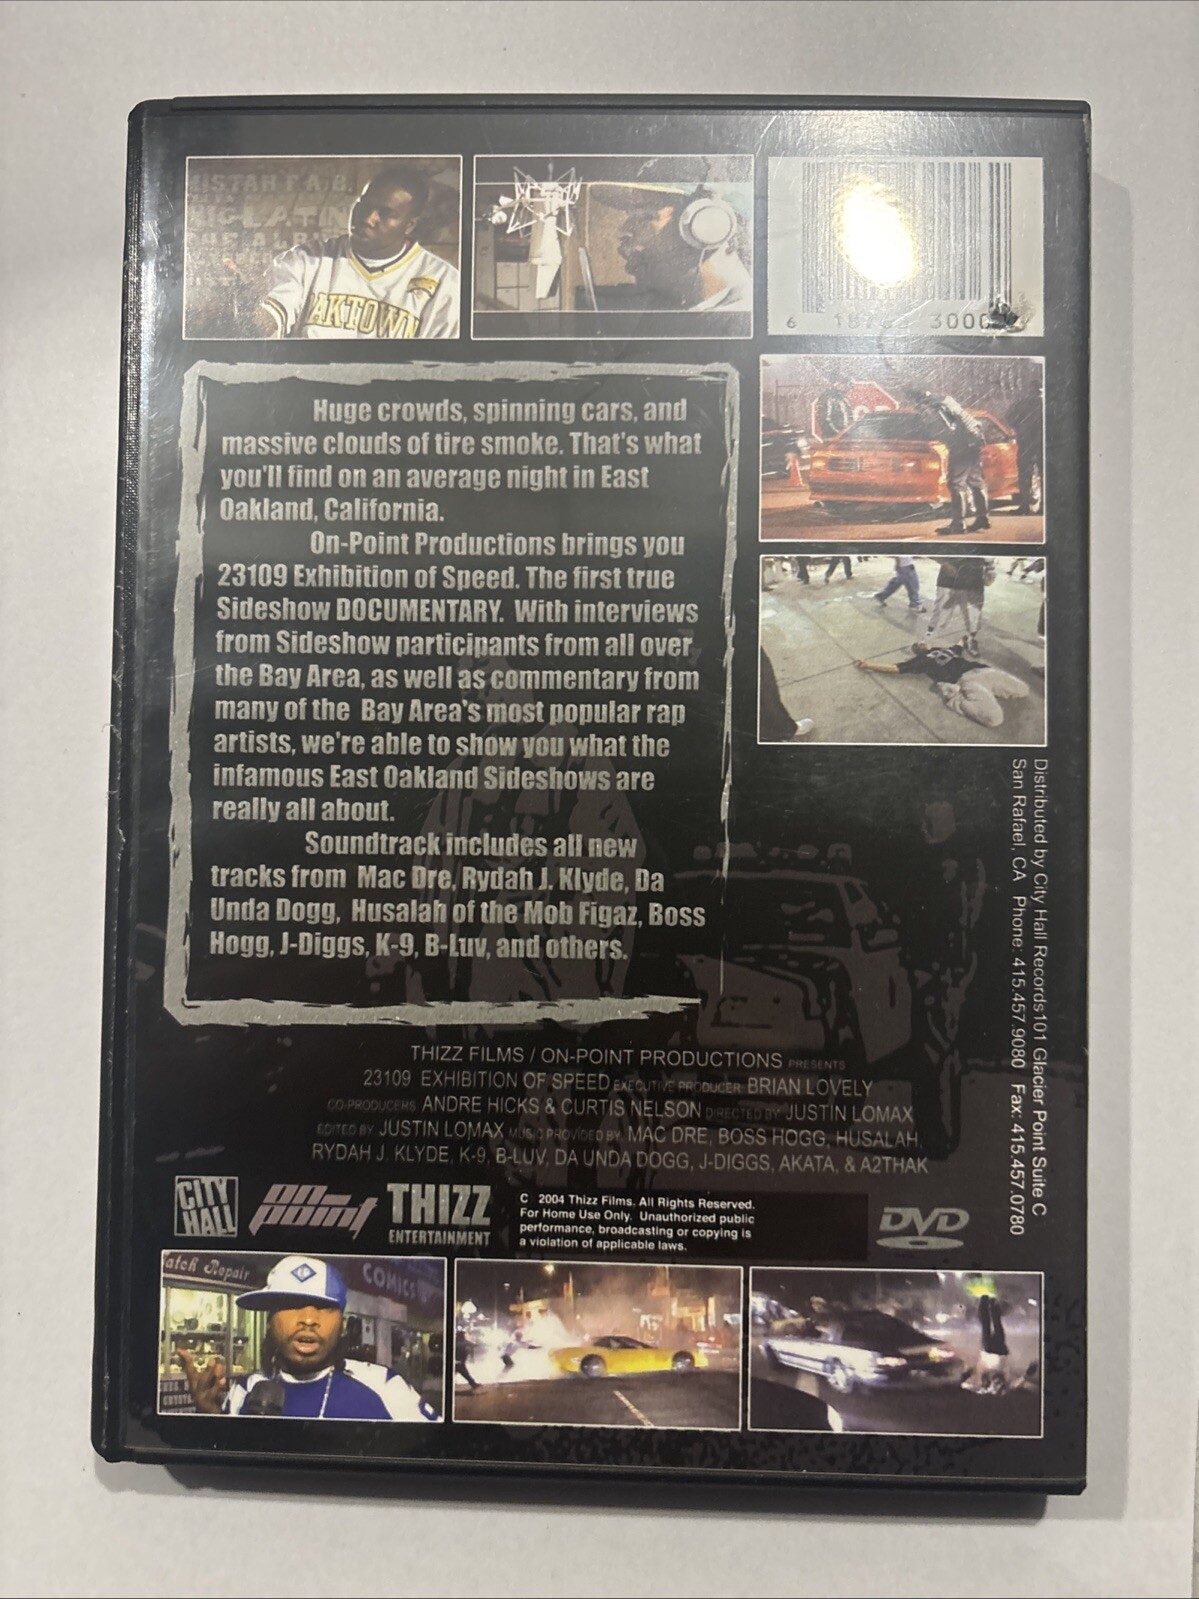 MISTAH F.A.B.
AKTOWN
Huge crowds, spinning cars, and
massive clouds of tire smoke. That's what
you'll find on an average night in East
Oakland, California.
On-Point Productions brings you
23109 Exhibition of Speed. The first true
Sideshow DOCUMENTARY. With interviews
from Sideshow participants from all over
the Bay Area, as well as commentary from
many of the Bay Area's most popular rap
artists, we're able to show you what the
infamous East Oakland Sideshows are
really all about.
Soundtrack includes all new
tracks from Mac Dre, Rydah J. Klyde, Da
Unda Dogg, Husalah of the Mob Figaz, Boss
Hogg, J-Diggs, K-9, B-Luv, and others.
Distributed by City Hall Records101 Glacier Point Suite C
San Rafael, CA Phone: 415.457.9080 Fax: 415.457.0780
THIZZ FILMS / ON-POINT PRODUCTIONS PRESENTS
23109 EXHIBITION OF SPEED EXECUTIVE PRODUCER: BRIAN LOVELY
CO-PRODUCERS: ANDRE HICKS & CURTIS NELSON DIRECTED BY: JUSTIN LOMAX
EDITED BY: JUSTIN LOMAX MUSIC PROVIDED BY: MAC DRE, BOSS HOGG, HUSALAH,
RYDAH J. KLYDE, K-9, B-LUV, DA UNDA DOGG, J-DIGGS, AKATA, & A2THAK
CITY
HALL
on
point
THIZZ
ENTERTAINMENT
C 2004 Thizz Films. All Rights Reserved.
For Home Use Only. Unauthorized public
performance, broadcasting or copying is
a violation of applicable laws.
DVD
Repair
COMICS